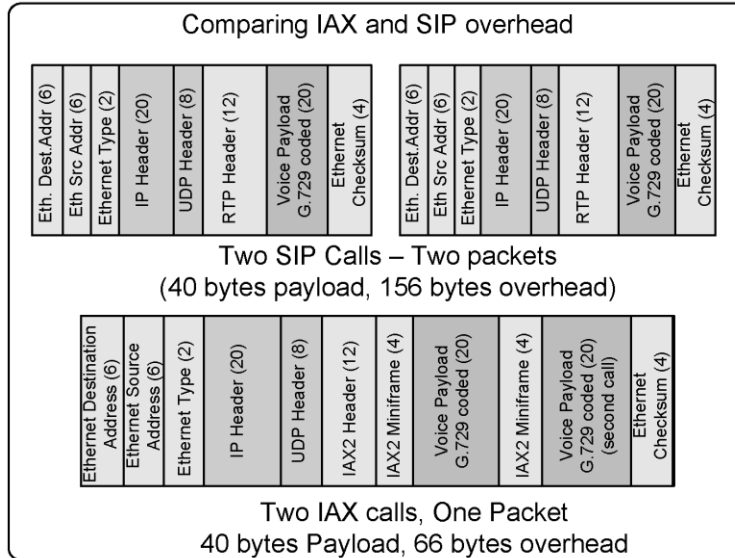 Comparing IAX and SIP overhead
Eth. Dest.Addr (6)
Eth Src Addr (6)
Ethernet Type (2)
IP Header (20)
UDP Header (8)
RTP Header (12)
Voice Payload
G.729 coded (20)
Ethernet
Checksum (4)
Eth. Dest.Addr (6)
Eth Src Addr (6)
Ethernet Type (2)
IP Header (20)
UDP Header (8)
RTP Header (12)
Voice Payload
G.729 coded (20)
Ethernet
Checksum (4)
Two SIP Calls – Two packets
(40 bytes payload, 156 bytes overhead)
Ethernet Destination
Address (6)
Ethernet Source
Address (6)
Ethernet Type (2)
IP Header (20)
UDP Header (8)
IAX2 Header (12)
IAX2 Miniframe (4)
Voice Payload
G.729 coded (20)
IAX2 Miniframe (4)
Voice Payload
G.729 coded (20)
(second call)
Ethernet
Checksum (4)
Two IAX calls, One Packet
40 bytes Payload, 66 bytes overhead